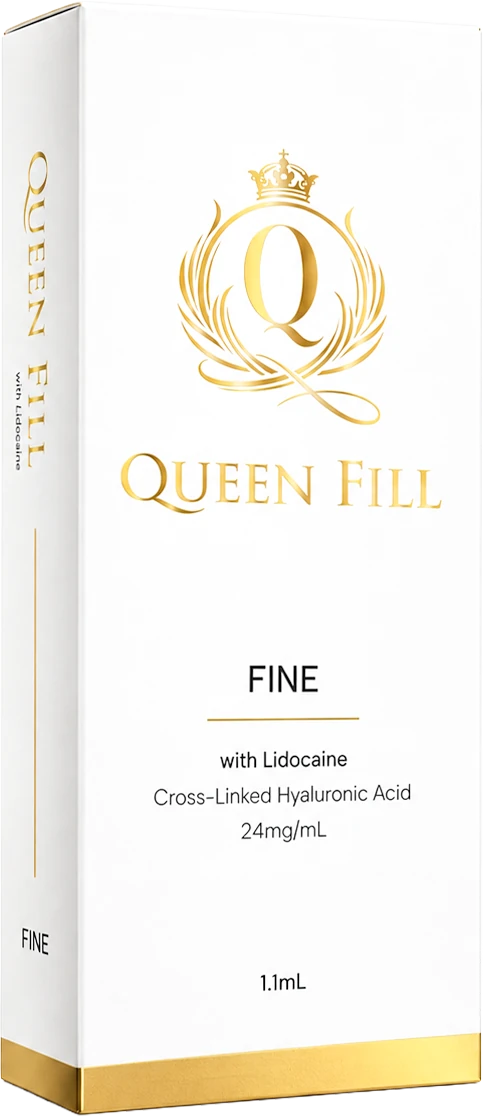 Q
QUEEN FILL
FINE
with Lidocaine
Cross-Linked Hyaluronic Acid
24mg/mL
1.1mL
QUEEN FILL
with Lidocaine
FINE